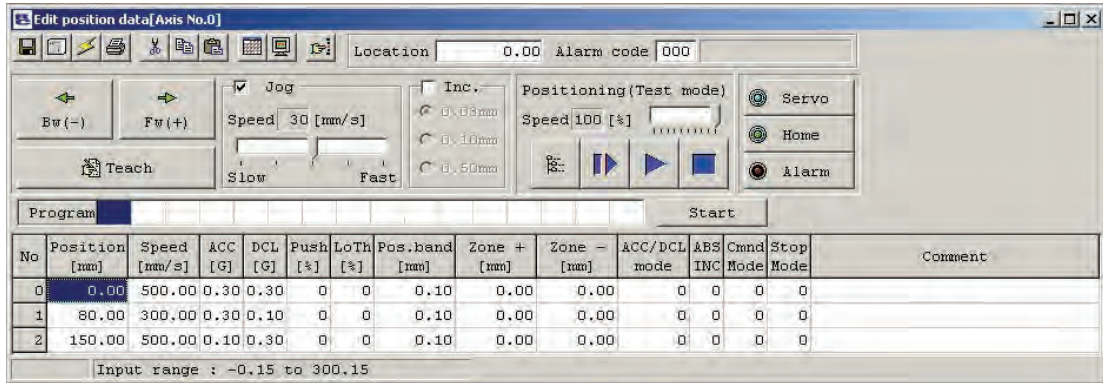 Edit position data[Axis No.0]
Location 0.00 Alarm code 000
Bw(-) Fw(+)
Teach
Jog
Speed 30 [mm/s]
Slow Fast
Inc.
0.03mm
0.10mm
0.50mm
Positioning(Test mode)
Speed 100 [%]
Servo
Home
Alarm
Program Start
No Position [mm] Speed [mm/s] ACC [G] DCL [G] Push [%] LoTh [%] Pos.band [mm] Zone + [mm] Zone - [mm] ACC/DCL mode ABS INC Cmnd Mode Stop Mode Comment
0 0.00 500.00 0.30 0.30 0 0 0.10 0.00 0.00 0 0 0 0
1 80.00 300.00 0.30 0.10 0 0 0.10 0.00 0.00 0 0 0 0
2 150.00 500.00 0.10 0.30 0 0 0.10 0.00 0.00 0 0 0 0
Input range : -0.15 to 300.15